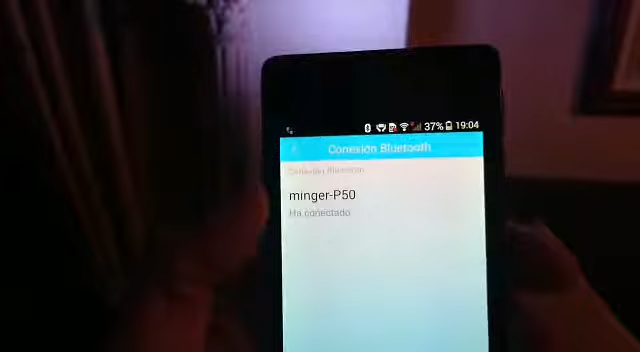 37% 19:04
Conexión Bluetooth
Conexión Bluetooth
minger-P50
Ha conectado